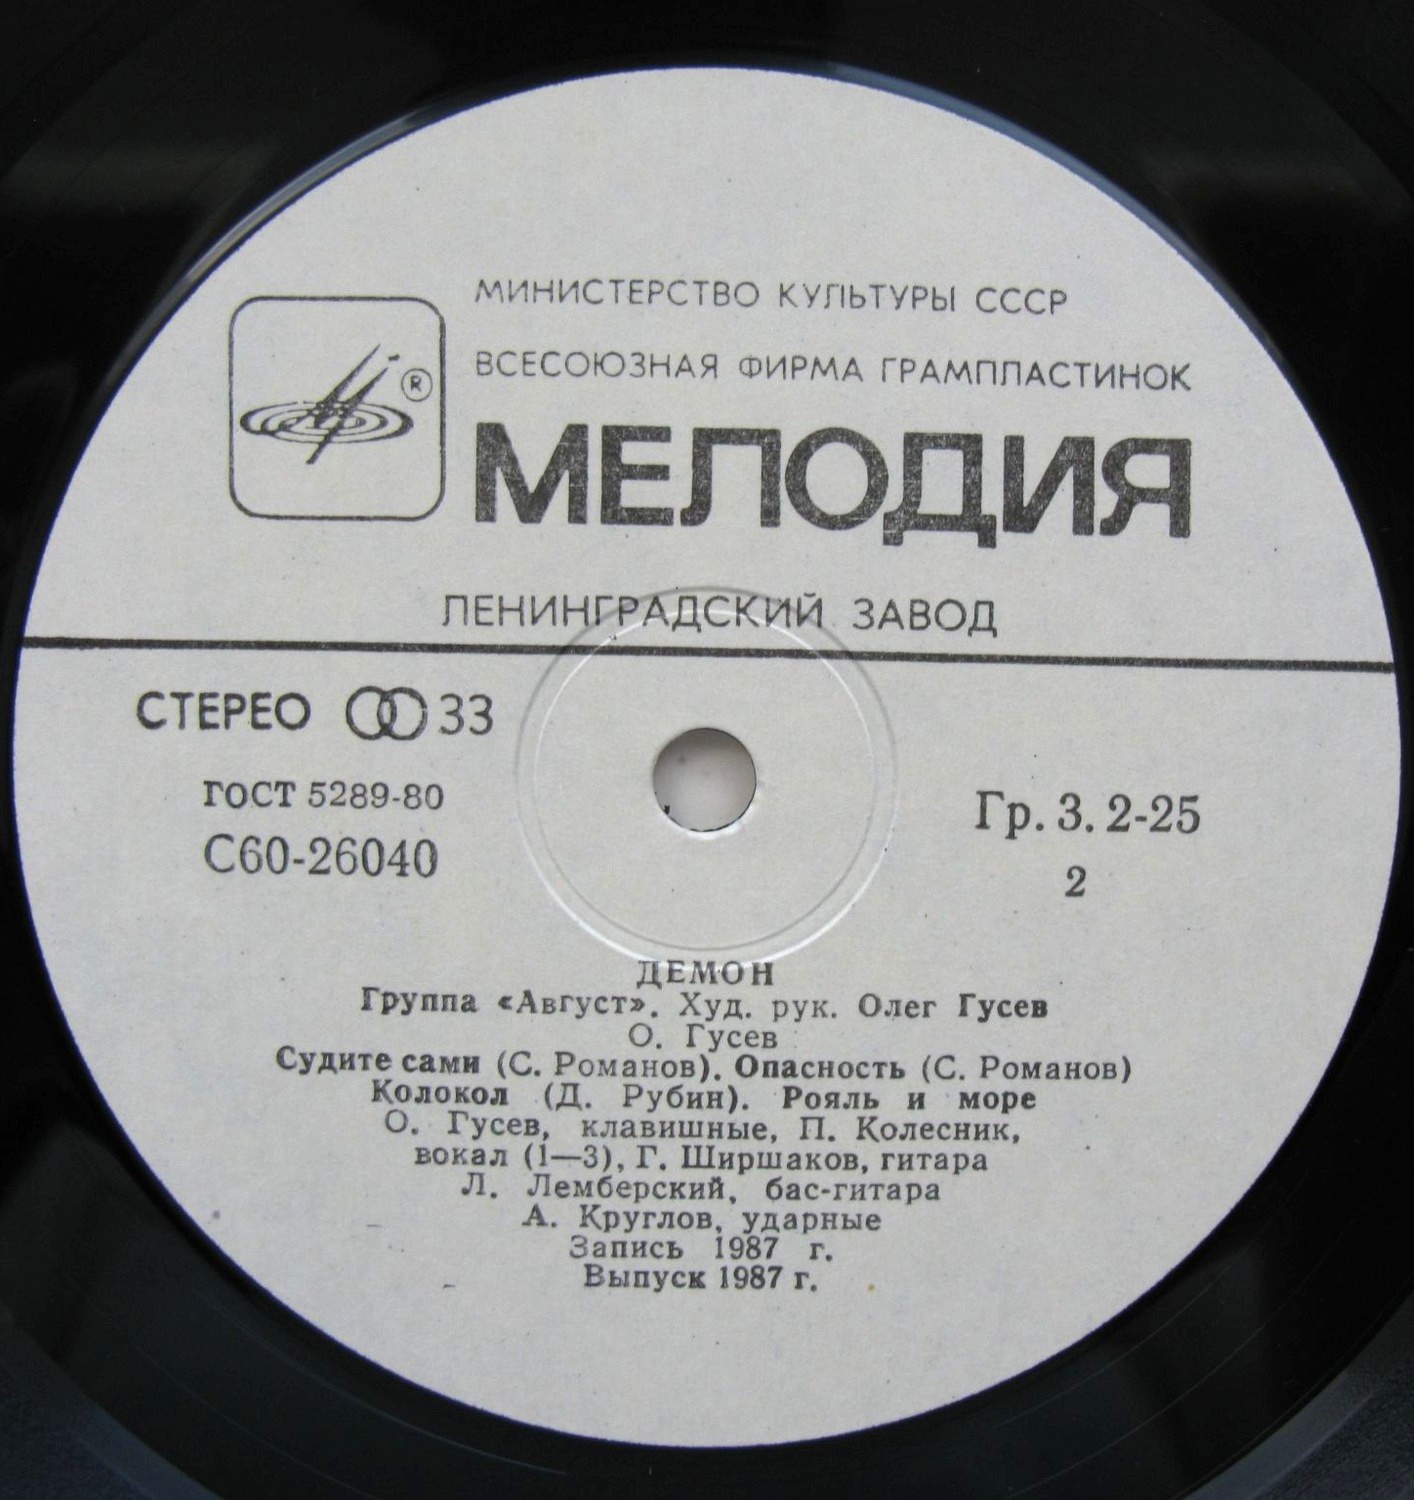 МИНИСТЕРСТВО КУЛЬТУРЫ СССР
ВСЕСОЮЗНАЯ ФИРМА ГРАМПЛАСТИНОК
®
МЕЛОДИЯ
ЛЕНИНГРАДСКИЙ ЗАВОД
СТЕРЕО 33
ГОСТ 5289-80
Гр. 3. 2-25
С60-26040
2
ДЕМОН
Группа «Август». Худ. рук. Олег Гусев
О. Гусев
Судите сами (С. Романов). Опасность (С. Романов)
Колокол (Д. Рубин). Рояль и море
О. Гусев, клавишные, П. Колесник,
вокал (1—3), Г. Ширшаков, гитара
Л. Лемберский, бас-гитара
А. Круглов, ударные
Запись 1987 г.
Выпуск 1987 г.